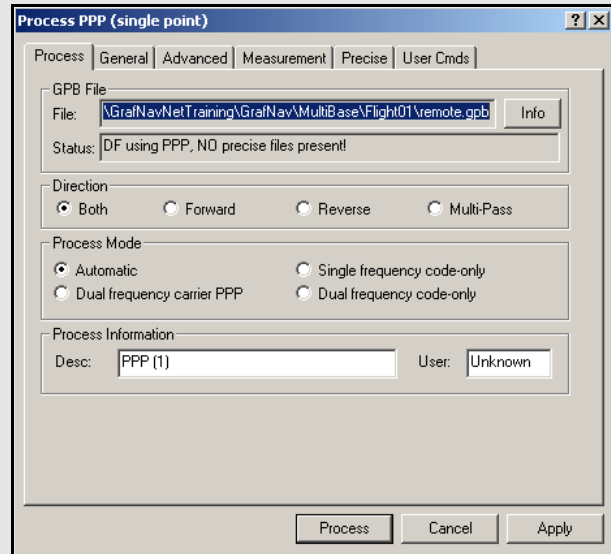 Process PPP (single point)
Process General Advanced Measurement Precise User Cmds
GPB File
File: \GrafNavNetTraining\GrafNav\MultiBase\Flight01\remote.gpb Info
Status: DF using PPP, NO precise files present!
Direction
Both Forward Reverse Multi-Pass
Process Mode
Automatic Single frequency code-only
Dual frequency carrier PPP Dual frequency code-only
Process Information
Desc: PPP (1) User: Unknown
Process Cancel Apply